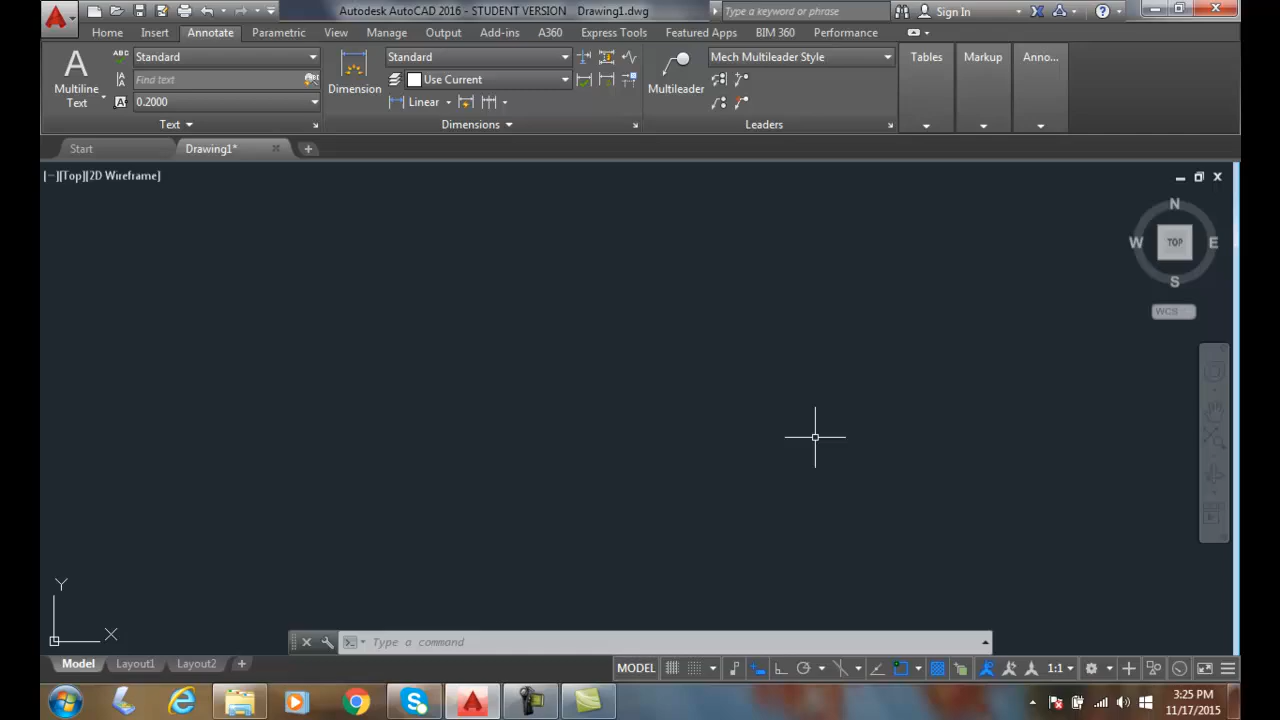 Autodesk AutoCAD 2016 - STUDENT VERSION Drawing1.dwg
Type a keyword or phrase
Sign In
Home Insert Annotate Parametric View Manage Output Add-ins A360 Express Tools Featured Apps BIM 360 Performance
A Multiline Text
ABC Standard
Find text
0.2000
Text
Dimension
Standard
Use Current
Linear
Dimensions
Multileader
Mech Multileader Style
Leaders
Tables
Markup
Anno...
Start Drawing1*
[−][Top][2D Wireframe]
N
W TOP E
S
WCS
Y
X
Type a command
Model Layout1 Layout2
MODEL 1:1
3:25 PM
11/17/2015